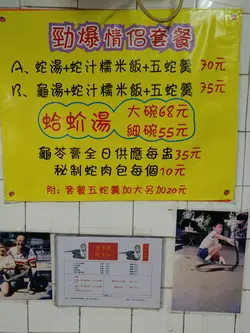 勁爆情侶套餐
A、蛇湯+蛇汁糯米飯+五蛇羹 70元
B、龜湯+蛇汁糯米飯+五蛇羹 75元
蛤蚧湯
大碗68元
細碗55元
龜苓膏全日供應每盅35元
秘制蛇肉包每個10元
附：套餐五蛇羹加大另加20元